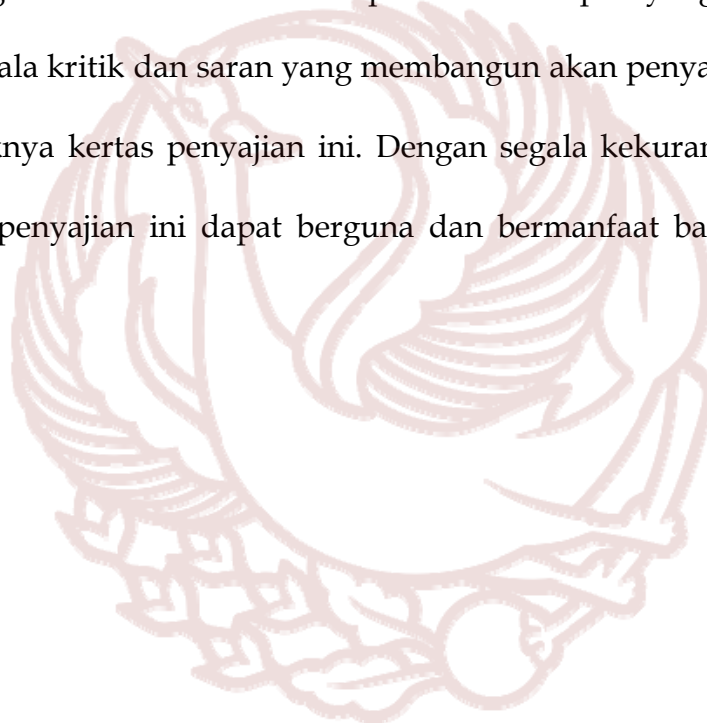 ala kritik dan saran yang membangun akan penya
nya kertas penyajian ini. Dengan segala kekuran
penyajian ini dapat berguna dan bermanfaat ba